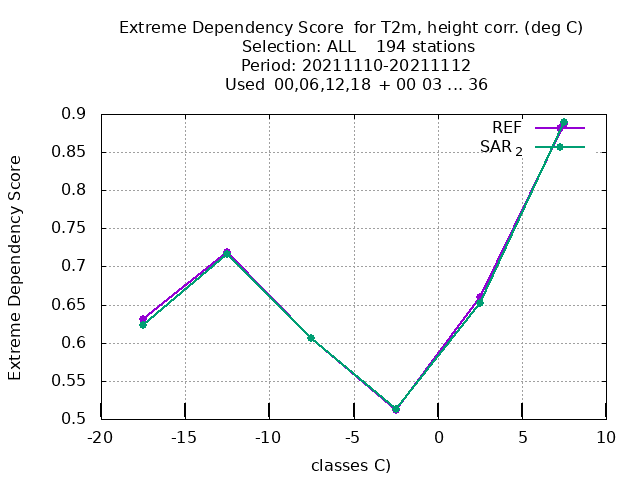 Extreme Dependency Score for T2m, height corr. (deg C)
Selection: ALL 194 stations
Period: 20211110-20211112
Used 00,06,12,18 + 00 03 ... 36
REF
SAR 2
0.9
0.85
0.8
0.75
0.7
0.65
0.6
0.55
0.5
Extreme Dependency Score
-20 -15 -10 -5 0 5 10
classes C)